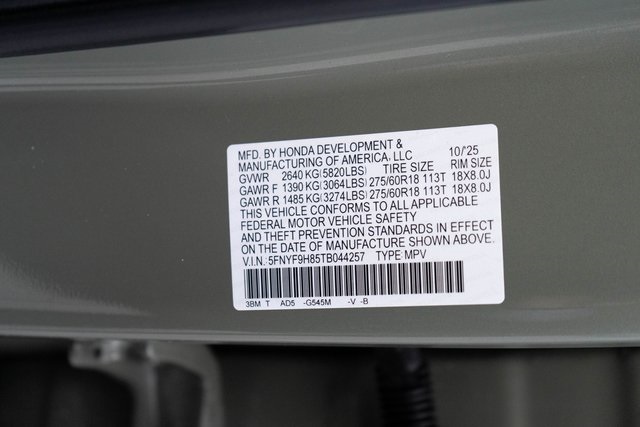 MFD. BY HONDA DEVELOPMENT &
MANUFACTURING OF AMERICA, LLC 10/'25
GVWR 2640 KG(5820LBS) TIRE SIZE RIM SIZE
GAWR F 1390 KG(3064LBS) 275/60R18 113T 18X8.0J
GAWR R 1485 KG(3274LBS) 275/60R18 113T 18X8.0J
THIS VEHICLE CONFORMS TO ALL APPLICABLE
FEDERAL MOTOR VEHICLE SAFETY
AND THEFT PREVENTION STANDARDS IN EFFECT
ON THE DATE OF MANUFACTURE SHOWN ABOVE.
V.I.N.: 5FNYF9H85TB044257 TYPE: MPV
3BM T AD5 -G545M -V -B